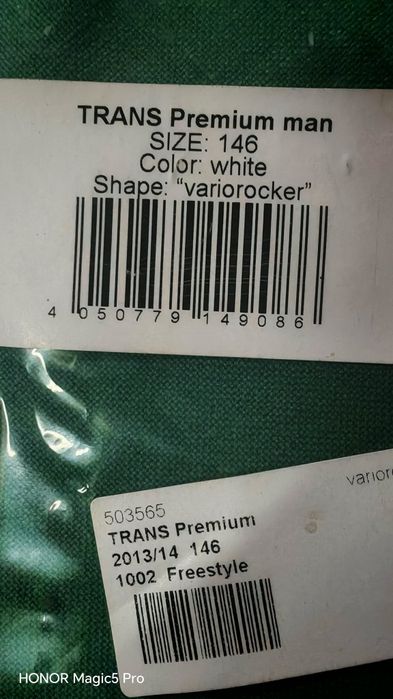 TRANS Premium man
SIZE: 146
Color: white
Shape: “variorocker”
4 050779 149086
503565
vario
TRANS Premium
2013/14 146
1002 Freestyle
HONOR Magic5 Pro